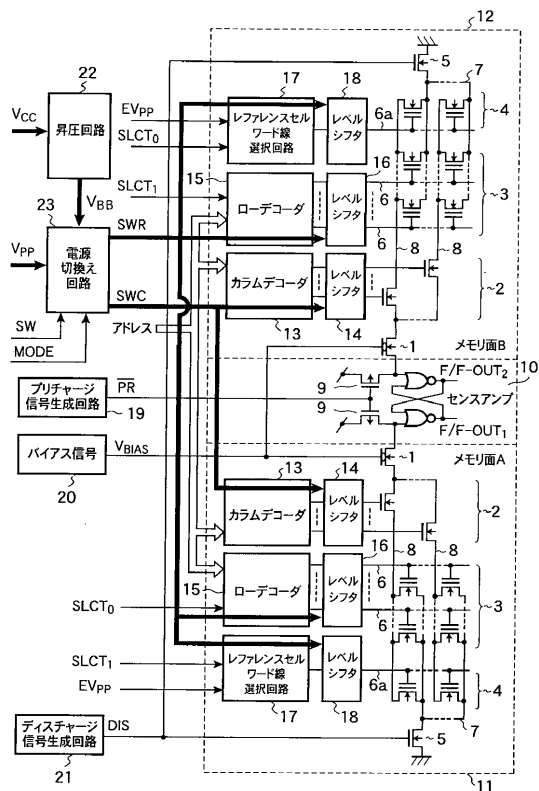 12
5
7
22
17
18
VCC
昇圧回路
EVPP
SLCT0
レファレンスセル
ワード線
選択回路
レベル
シフタ
6a
4
15
16
SLCT1
ローデコーダ
レベル
シフタ
6
6
3
VBB
23
SWR
VPP
電源
切換え
回路
8
8
SWC
カラムデコーダ
レベル
シフタ
2
SW
アドレス
13
14
MODE
1
メモリ面B
F/F-OUT2
10
プリチャージ
信号生成回路
PR
9
センスアンプ
19
9
F/F-OUT1
バイアス信号
VBIAS
メモリ面A
20
1
13
14
カラムデコーダ
レベル
シフタ
2
16
8
8
15
ローデコーダ
レベル
シフタ
6
6
3
SLCT0
SLCT1
レファレンスセル
ワード線
選択回路
レベル
シフタ
6a
4
EVPP
17
18
7
ディスチャージ
信号生成回路
DIS
5
21
11